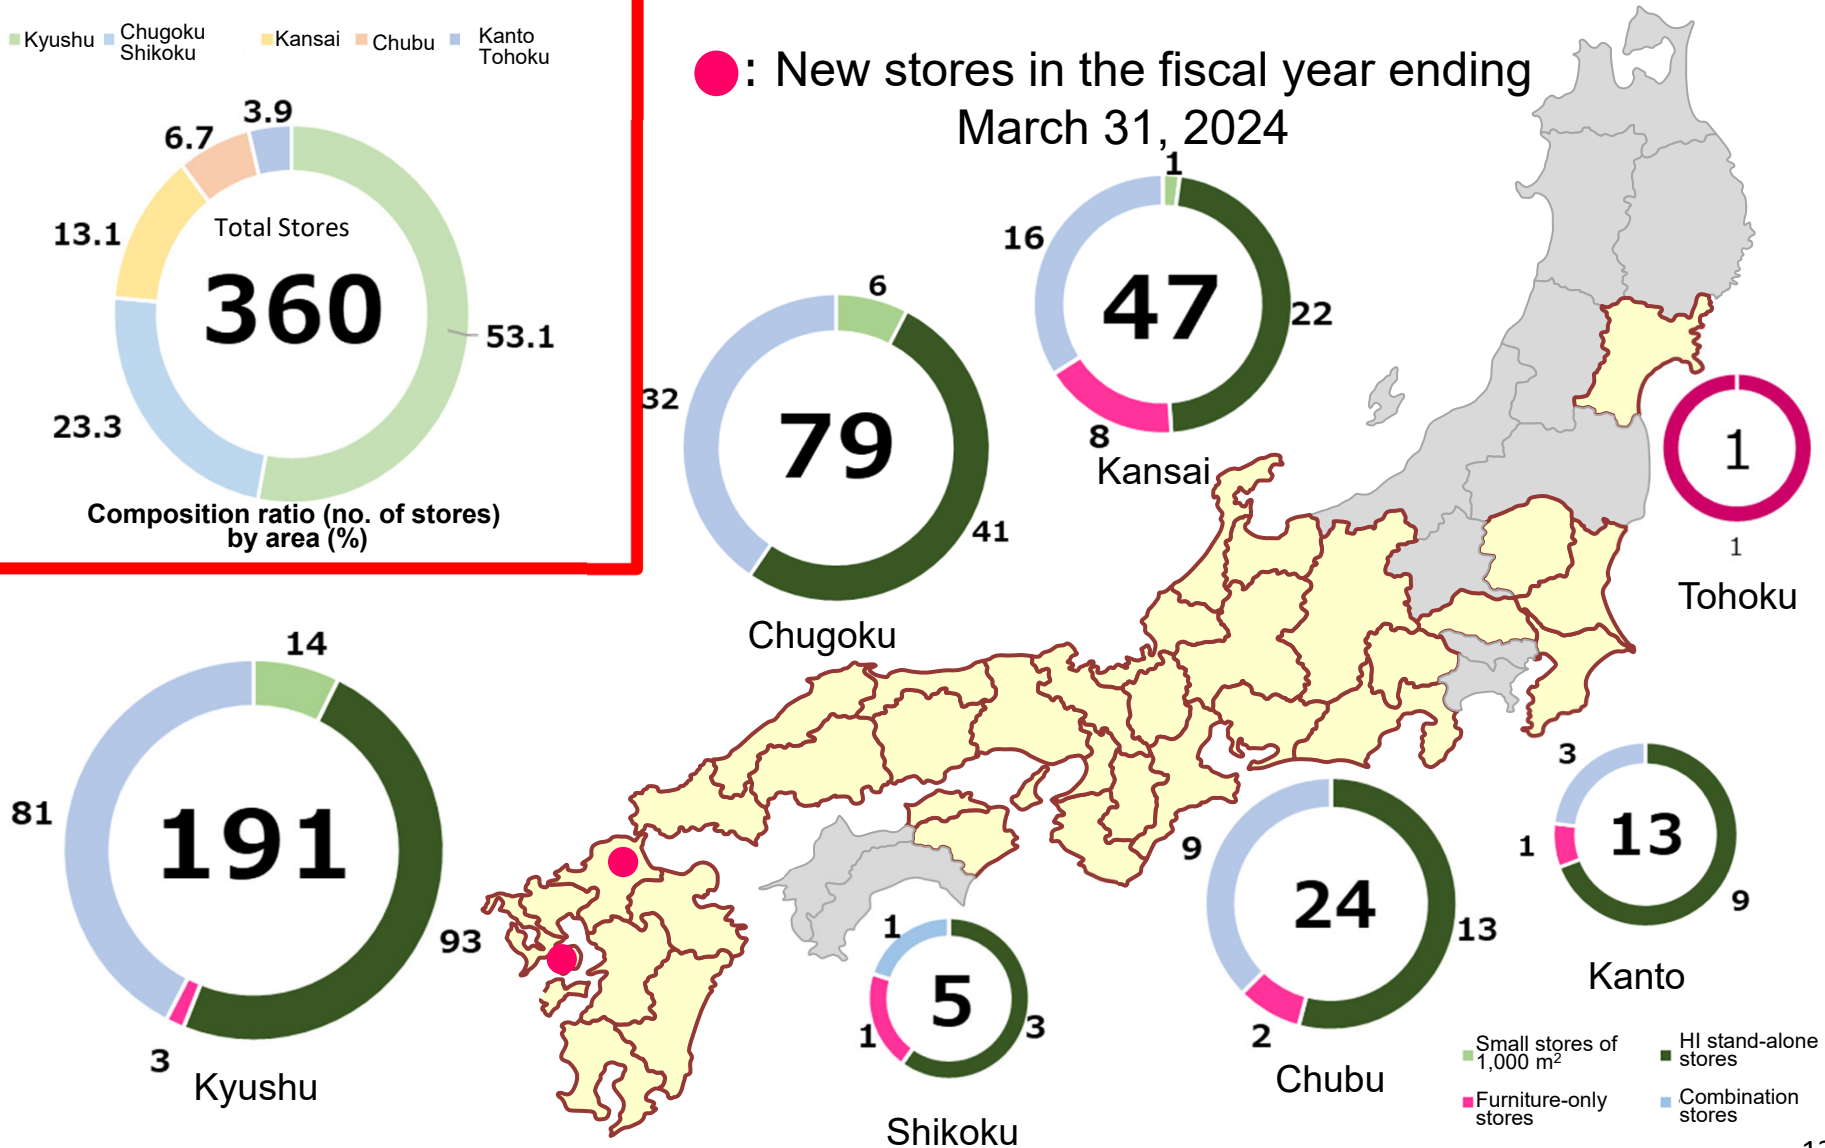 Kyushu
Chugoku
Shikoku
Kansai
Chubu
Kanto
Tohoku
3.9
6.7
13.1
Total Stores
360
53.1
23.3
Composition ratio (no. of stores)
by area (%)
: New stores in the fiscal year ending
March 31, 2024
1
16
47
22
8
Kansai
6
32
79
41
Chugoku
1
1
Tohoku
14
81
191
93
3
Kyushu
1
5
1
3
Shikoku
9
24
13
2
Chubu
3
1
13
9
Kanto
Small stores of
1,000 m²
HI stand-alone
stores
Furniture-only
stores
Combination
stores